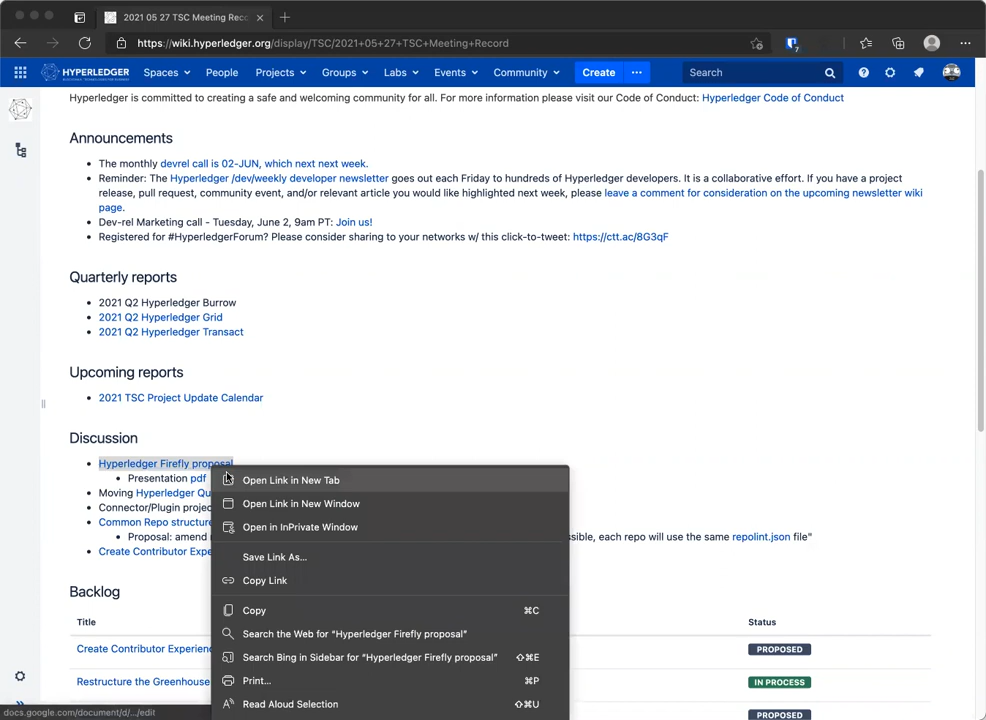 2021 05 27 TSC Meeting Reco
https://wiki.hyperledger.org/display/TSC/2021+05+27+TSC+Meeting+Record
7
HYPERLEDGER Spaces People Projects Groups Labs Events Community Create Search
Hyperledger is committed to creating a safe and welcoming community for all. For more information please visit our Code of Conduct: Hyperledger Code of Conduct
Announcements
The monthly devrel call is 02-JUN, which next next week.
Reminder: The Hyperledger /dev/weekly developer newsletter goes out each Friday to hundreds of Hyperledger developers. It is a collaborative effort. If you have a project
release, pull request, community event, and/or relevant article you would like highlighted next week, please leave a comment for consideration on the upcoming newsletter wiki
page.
Dev-rel Marketing call - Tuesday, June 2, 9am PT: Join us!
Registered for #HyperledgerForum? Please consider sharing to your networks w/ this click-to-tweet: https://ctt.ac/8G3qF
Quarterly reports
2021 Q2 Hyperledger Burrow
2021 Q2 Hyperledger Grid
2021 Q2 Hyperledger Transact
Upcoming reports
2021 TSC Project Update Calendar
Discussion
Hyperledger Firefly proposal
Presentation pdf
Moving Hyperledger Qu
Connector/Plugin projec
Common Repo structure
Proposal: amend r ssible, each repo will use the same repolint.json file"
Create Contributor Expe
Open Link in New Tab
Open Link in New Window
Open in InPrivate Window
Save Link As...
Copy Link
Copy ⌘C
Search the Web for “Hyperledger Firefly proposal”
Search Bing in Sidebar for “Hyperledger Firefly proposal” ⇧⌘E
Print... ⌘P
Read Aloud Selection ⇧⌘U
Backlog
Title Status
Create Contributor Experienc PROPOSED
Restructure the Greenhouse IN PROCESS
PROPOSED
docs.google.com/document/d/.../edit